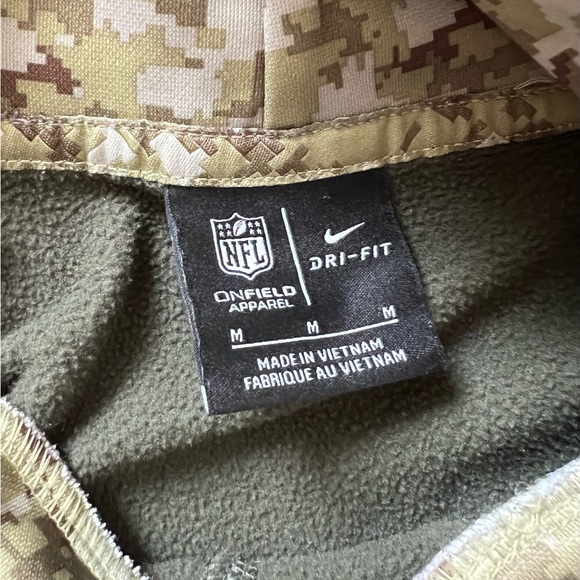 NFL
DRI-FIT
ONFIELD
APPAREL
M M M
MADE IN VIETNAM
FABRIQUE AU VIETNAM